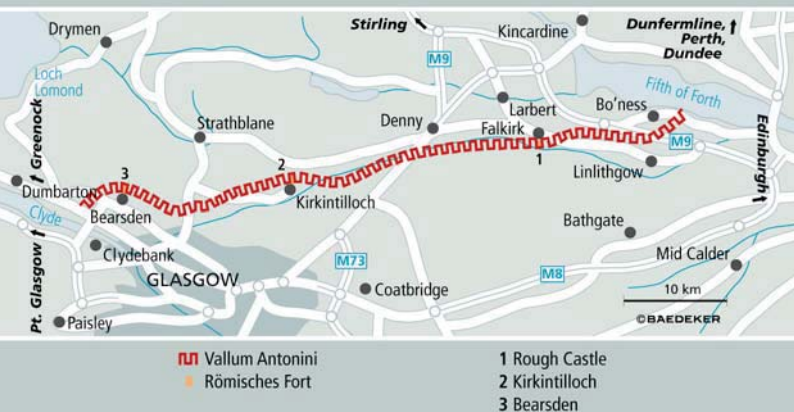 Drymen
Stirling
Kincardine
Dunfermline,
Perth,
Dundee
M9
Loch
Lomond
Greenock
Strathblane
Denny
Larbert
Falkirk
Bo'ness
Fifth of Forth
M9
Edinburgh
1
Linlithgow
3
2
Dumbarton
Bearsden
Kirkintilloch
Clyde
Bathgate
Pt. Glasgow
Clydebank
GLASGOW
M73
Coatbridge
M8
Mid Calder
10 km
©BAEDEKER
Paisley
Vallum Antonini
Römisches Fort
1 Rough Castle
2 Kirkintilloch
3 Bearsden